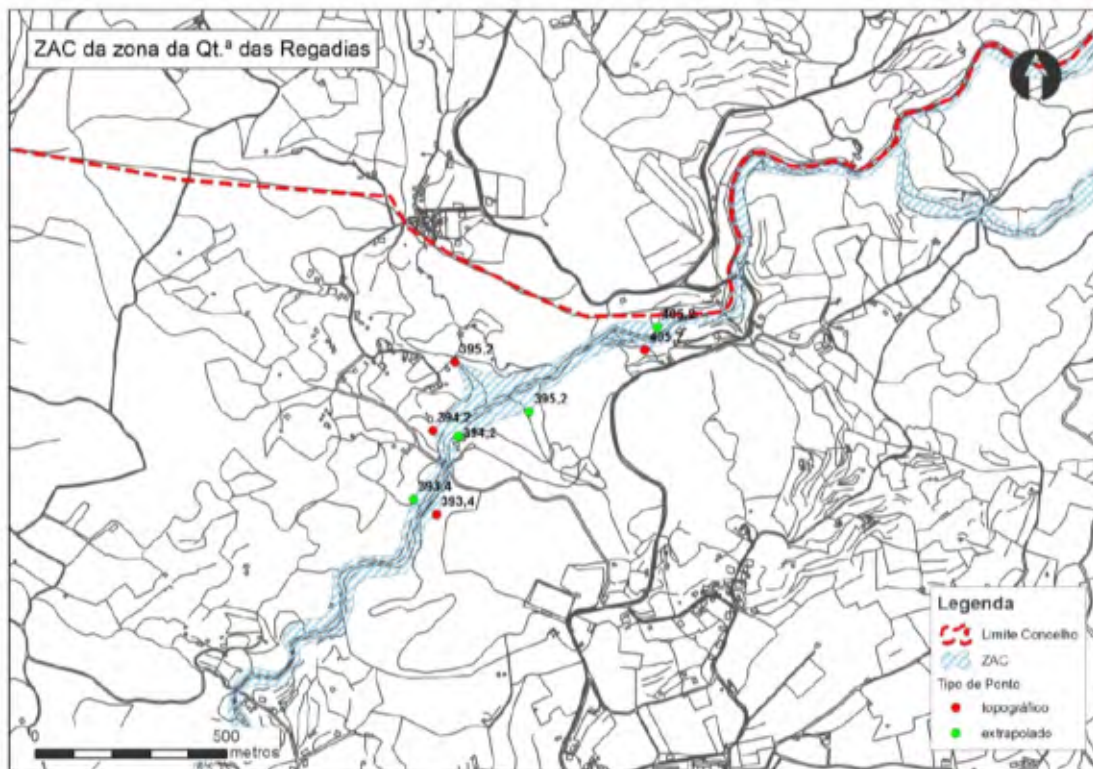 ZAC da zona da Qt.ª das Regadias
395,2
394,2
394,2
395,2
393,4
393,4
Legenda
Limite Concelho
ZAC
Tipo de Ponto
topográfico
extrapolado
0 500
metros